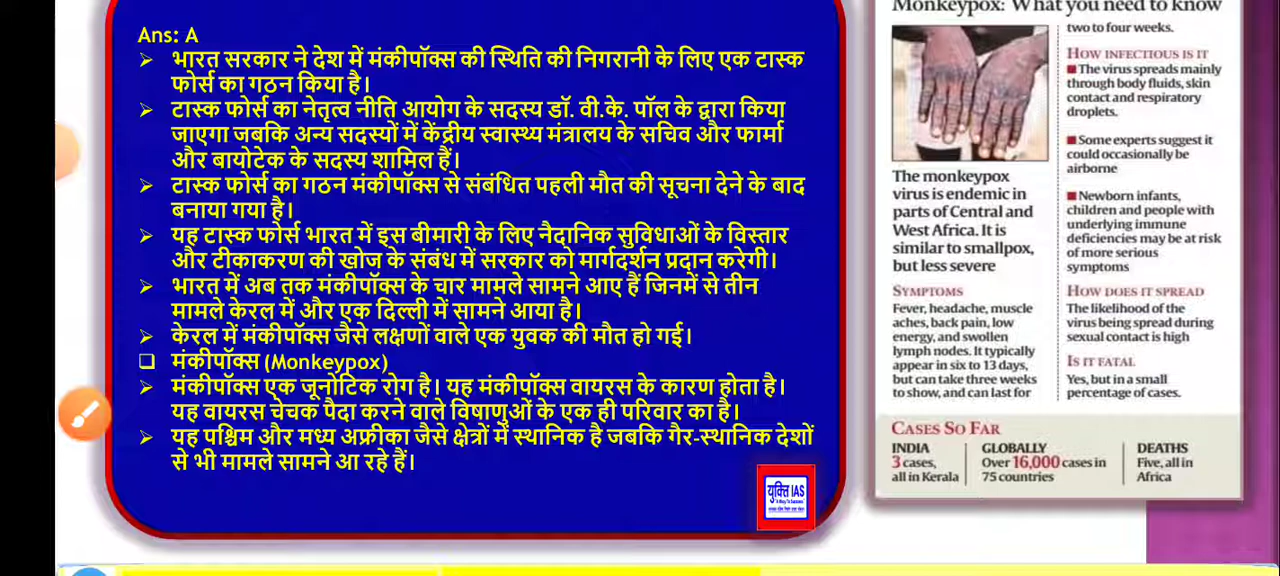 Ans: A
➢ भारत सरकार ने देश में मंकीपॉक्स की स्थिति की निगरानी के लिए एक टास्क
फोर्स का गठन किया है।
➢ टास्क फोर्स का नेतृत्व नीति आयोग के सदस्य डॉ. वी.के. पॉल के द्वारा किया
जाएगा जबकि अन्य सदस्यों में केंद्रीय स्वास्थ्य मंत्रालय के सचिव और फार्मा
और बायोटेक के सदस्य शामिल हैं।
➢ टास्क फोर्स का गठन मंकीपॉक्स से संबंधित पहली मौत की सूचना देने के बाद
बनाया गया है।
➢ यह टास्क फोर्स भारत में इस बीमारी के लिए नैदानिक सुविधाओं के विस्तार
और टीकाकरण की खोज के संबंध में सरकार को मार्गदर्शन प्रदान करेगी।
➢ भारत में अब तक मंकीपॉक्स के चार मामले सामने आए हैं जिनमें से तीन
मामले केरल में और एक दिल्ली में सामने आया है।
➢ केरल में मंकीपॉक्स जैसे लक्षणों वाले एक युवक की मौत हो गई।
❑ मंकीपॉक्स (Monkeypox)
➢ मंकीपॉक्स एक जूनोटिक रोग है। यह मंकीपॉक्स वायरस के कारण होता है।
यह वायरस चेचक पैदा करने वाले विषाणुओं के एक ही परिवार का है।
➢ यह पश्चिम और मध्य अफ्रीका जैसे क्षेत्रों में स्थानिक है जबकि गैर-स्थानिक देशों
से भी मामले सामने आ रहे हैं।
युक्ति IAS
Monkeypox: What you need to know
The monkeypox
virus is endemic in
parts of Central and
West Africa. It is
similar to smallpox,
but less severe
SYMPTOMS
Fever, headache, muscle
aches, back pain, low
energy, and swollen
lymph nodes. It typically
appear in six to 13 days,
but can take three weeks
to show, and can last for
two to four weeks.
HOW INFECTIOUS IS IT
■ The virus spreads mainly
through body fluids, skin
contact and respiratory
droplets.
■ Some experts suggest it
could occasionally be
airborne
■ Newborn infants,
children and people with
underlying immune
deficiencies may be at risk
of more serious
symptoms
HOW DOES IT SPREAD
The likelihood of the
virus being spread during
sexual contact is high
IS IT FATAL
Yes, but in a small
percentage of cases.
CASES SO FAR
INDIA
3 cases,
all in Kerala
GLOBALLY
Over 16,000 cases in
75 countries
DEATHS
Five, all in
Africa